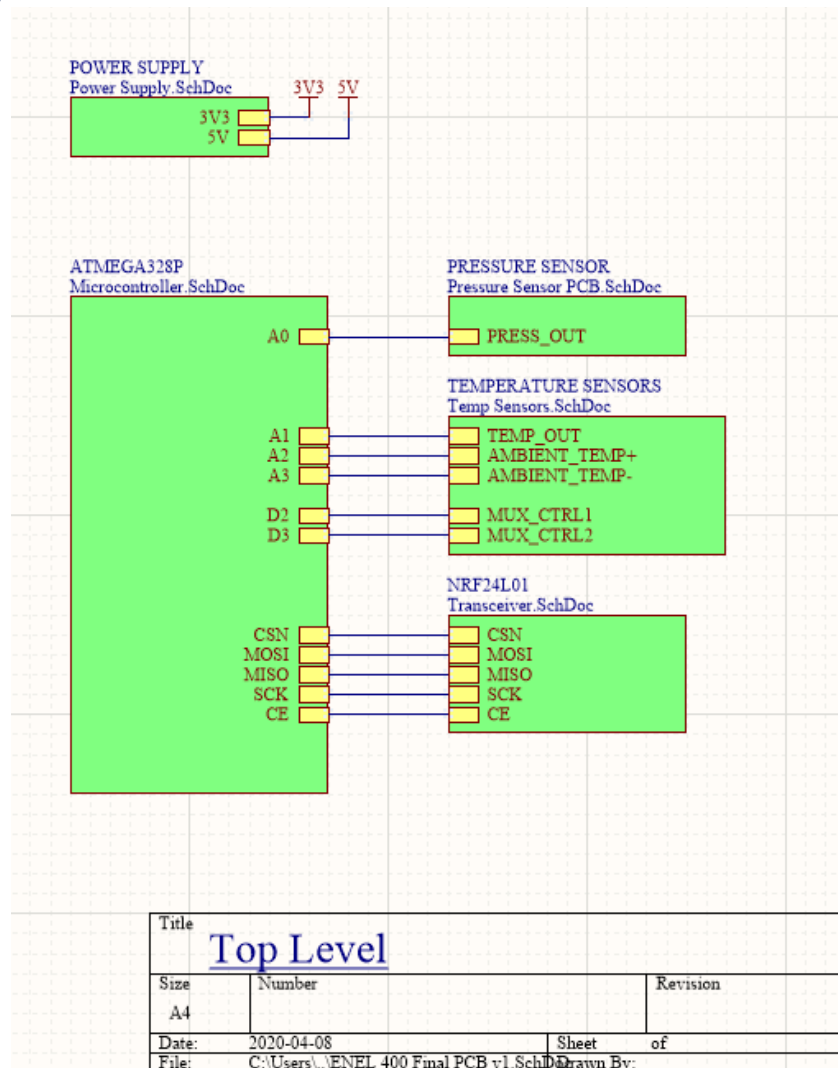 POWER SUPPLY
Power Supply.SchDoc
3V3 5V
3V3
5V
ATMEGA328P
Microcontroller.SchDoc
PRESSURE SENSOR
Pressure Sensor PCB.SchDoc
A0
PRESS_OUT
TEMPERATURE SENSORS
Temp Sensors.SchDoc
A1
TEMP_OUT
A2
AMBIENT_TEMP+
A3
AMBIENT_TEMP-
D2
MUX_CTRL1
D3
MUX_CTRL2
NRF24L01
Transceiver.SchDoc
CSN
CSN
MOSI
MOSI
MISO
MISO
SCK
SCK
CE
CE
Title
Top Level
Size
Number
Revision
A4
Date:
2020-04-08
Sheet of
File:
C:\Users\..\ENEL 400 Final PCB v1.SchDoc
Drawn By: